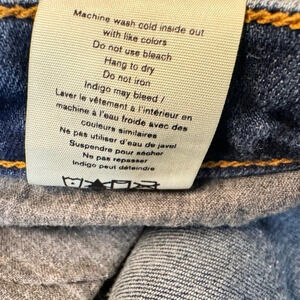 Machine wash cold inside out
with like colors
Do not use bleach
Hang to dry
Do not iron
Indigo may bleed /
Laver le vêtement à l'intérieur en
machine à l'eau froide avec des
couleurs similaires
Ne pas utiliser d'eau de javel
Suspendre pour sécher
Ne pas repasser
Indigo peut déteindre